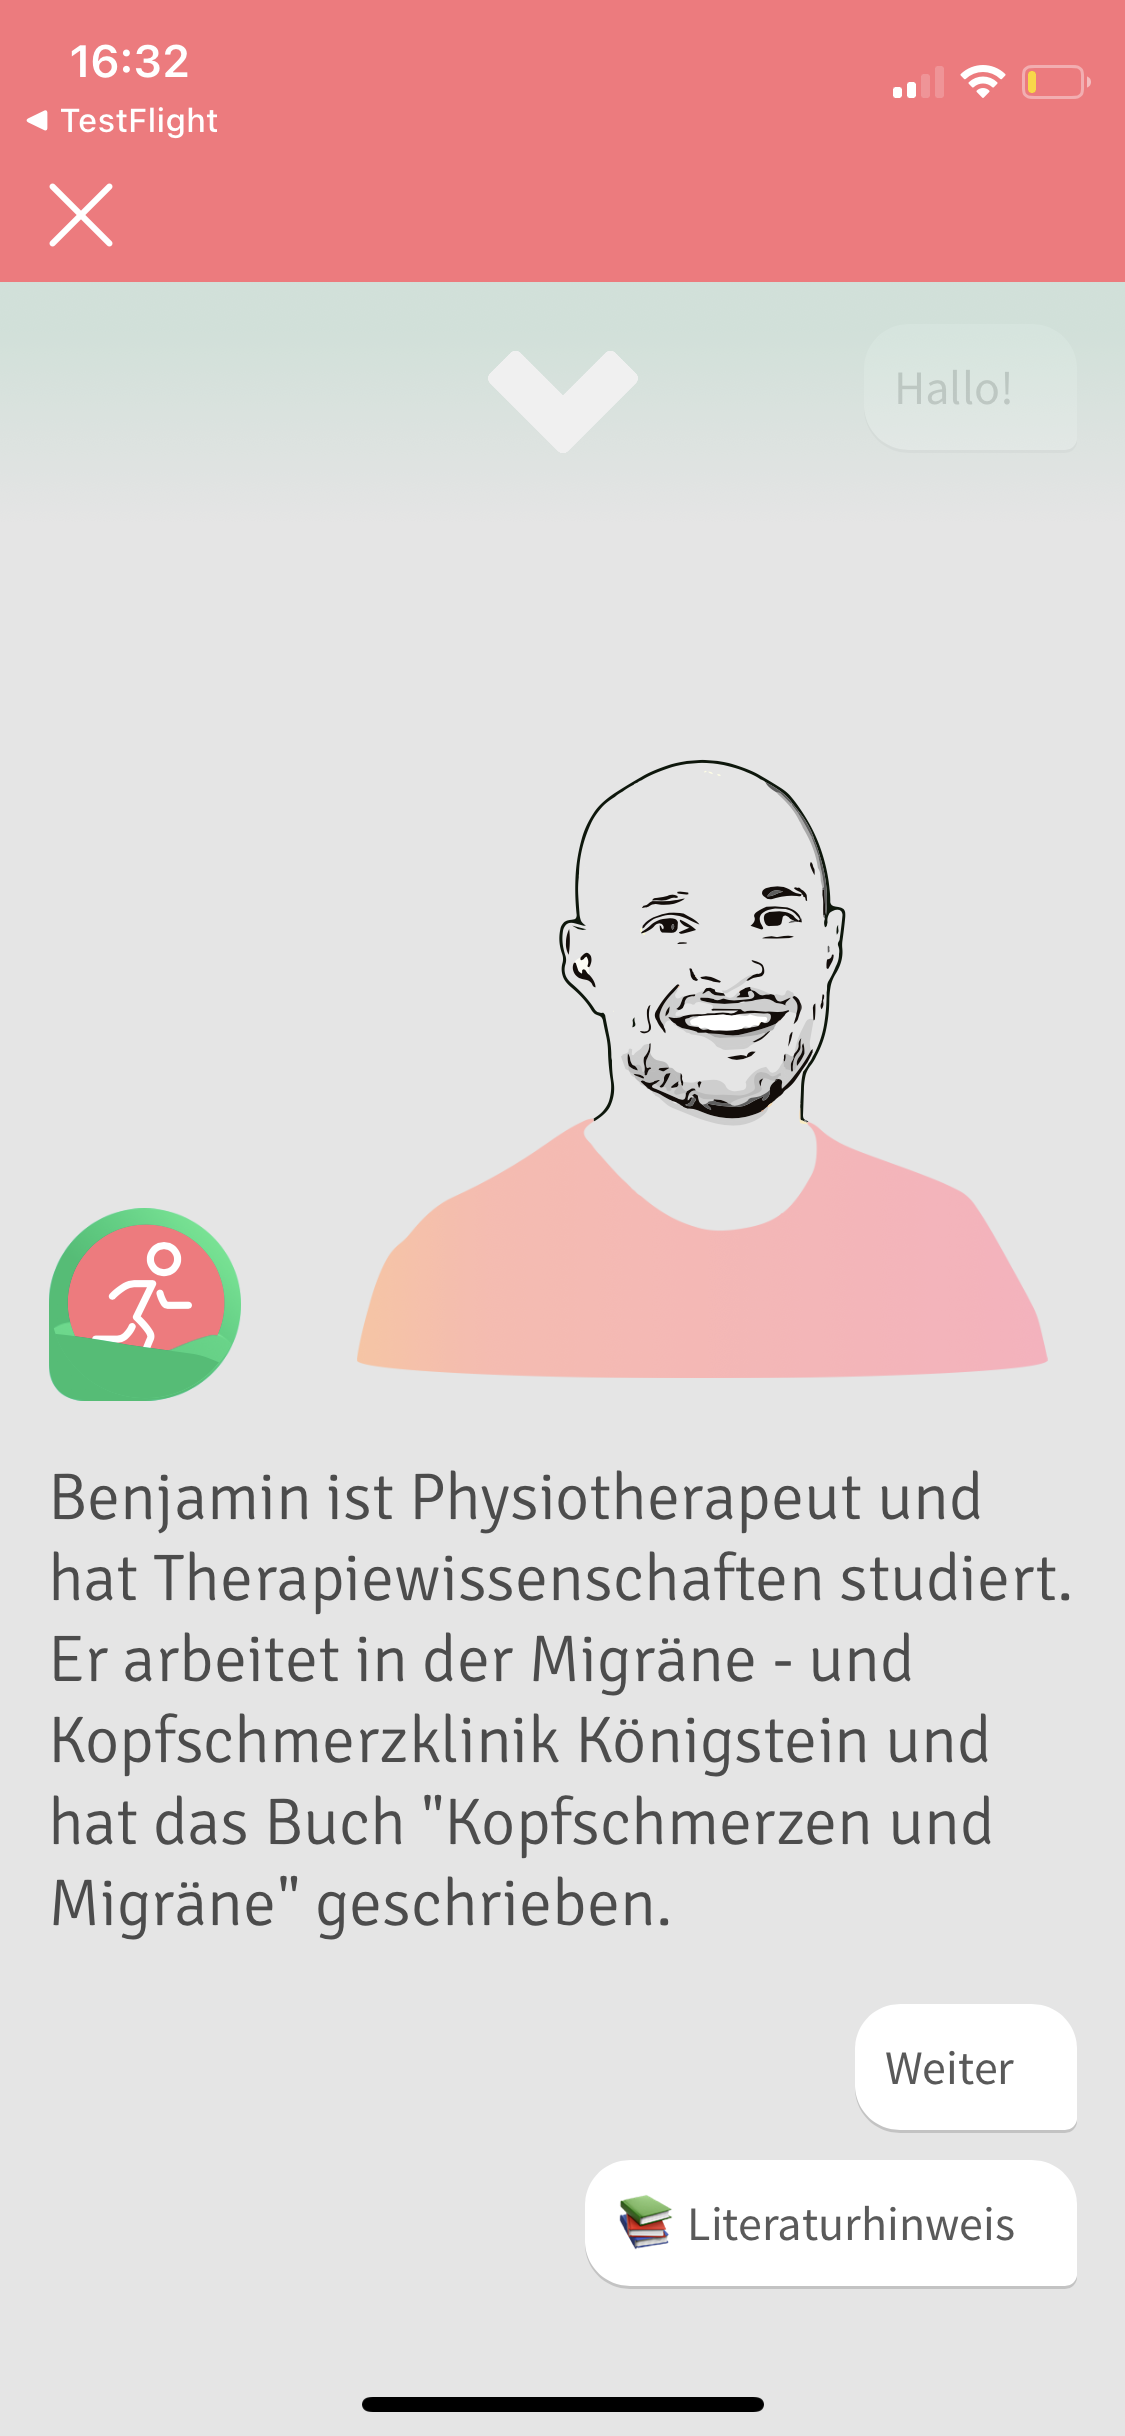 16:32
◀ TestFlight
Hallo!
Benjamin ist Physiotherapeut und
hat Therapiewissenschaften studiert.
Er arbeitet in der Migräne - und
Kopfschmerzklinik Königstein und
hat das Buch "Kopfschmerzen und
Migräne" geschrieben.
Weiter
📚 Literaturhinweis